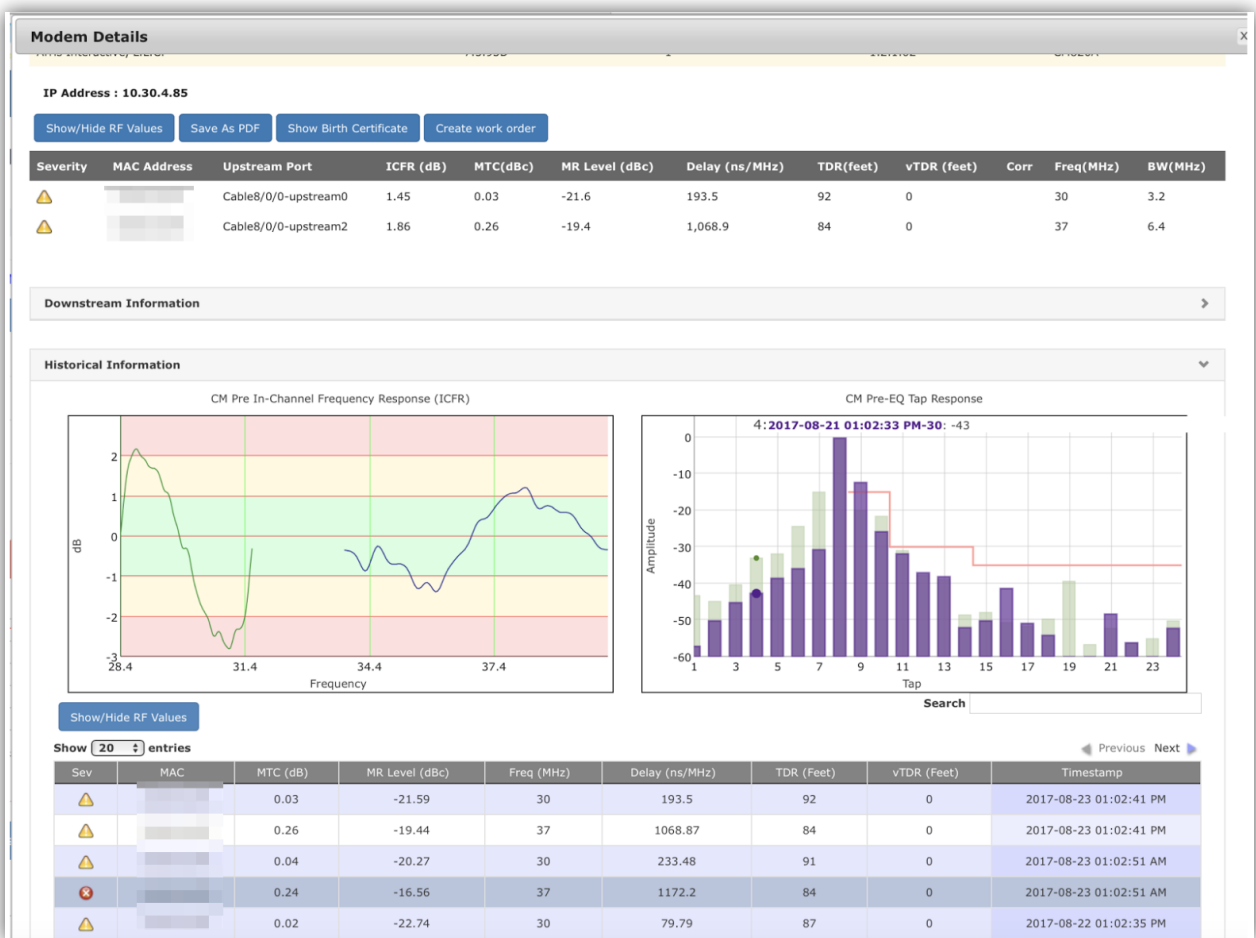 Modem Details
X
IP Address : 10.30.4.85
Show/Hide RF Values Save As PDF Show Birth Certificate Create work order
Severity MAC Address Upstream Port ICFR (dB) MTC(dBc) MR Level (dBc) Delay (ns/MHz) TDR(feet) vTDR (feet) Corr Freq(MHz) BW(MHz)
Cable8/0/0-upstream0 1.45 0.03 -21.6 193.5 92 0 30 3.2
Cable8/0/0-upstream2 1.86 0.26 -19.4 1,068.9 84 0 37 6.4
Downstream Information
Historical Information
CM Pre In-Channel Frequency Response (ICFR)
2
1
0
-1
-2
-3
dB
28.4 31.4 34.4 37.4
Frequency
CM Pre-EQ Tap Response
4:2017-08-21 01:02:33 PM-30: -43
0
-10
-20
-30
-40
-50
-60
Amplitude
1 3 5 7 9 11 13 15 17 19 21 23
Tap
Search
Show/Hide RF Values
Show 20 entries
Previous Next
Sev MAC MTC (dB) MR Level (dBc) Freq (MHz) Delay (ns/MHz) TDR (Feet) vTDR (Feet) Timestamp
0.03 -21.59 30 193.5 92 0 2017-08-23 01:02:41 PM
0.26 -19.44 37 1068.87 84 0 2017-08-23 01:02:41 PM
0.04 -20.27 30 233.48 91 0 2017-08-23 01:02:51 AM
0.24 -16.56 37 1172.2 84 0 2017-08-23 01:02:51 AM
0.02 -22.74 30 79.79 87 0 2017-08-22 01:02:35 PM